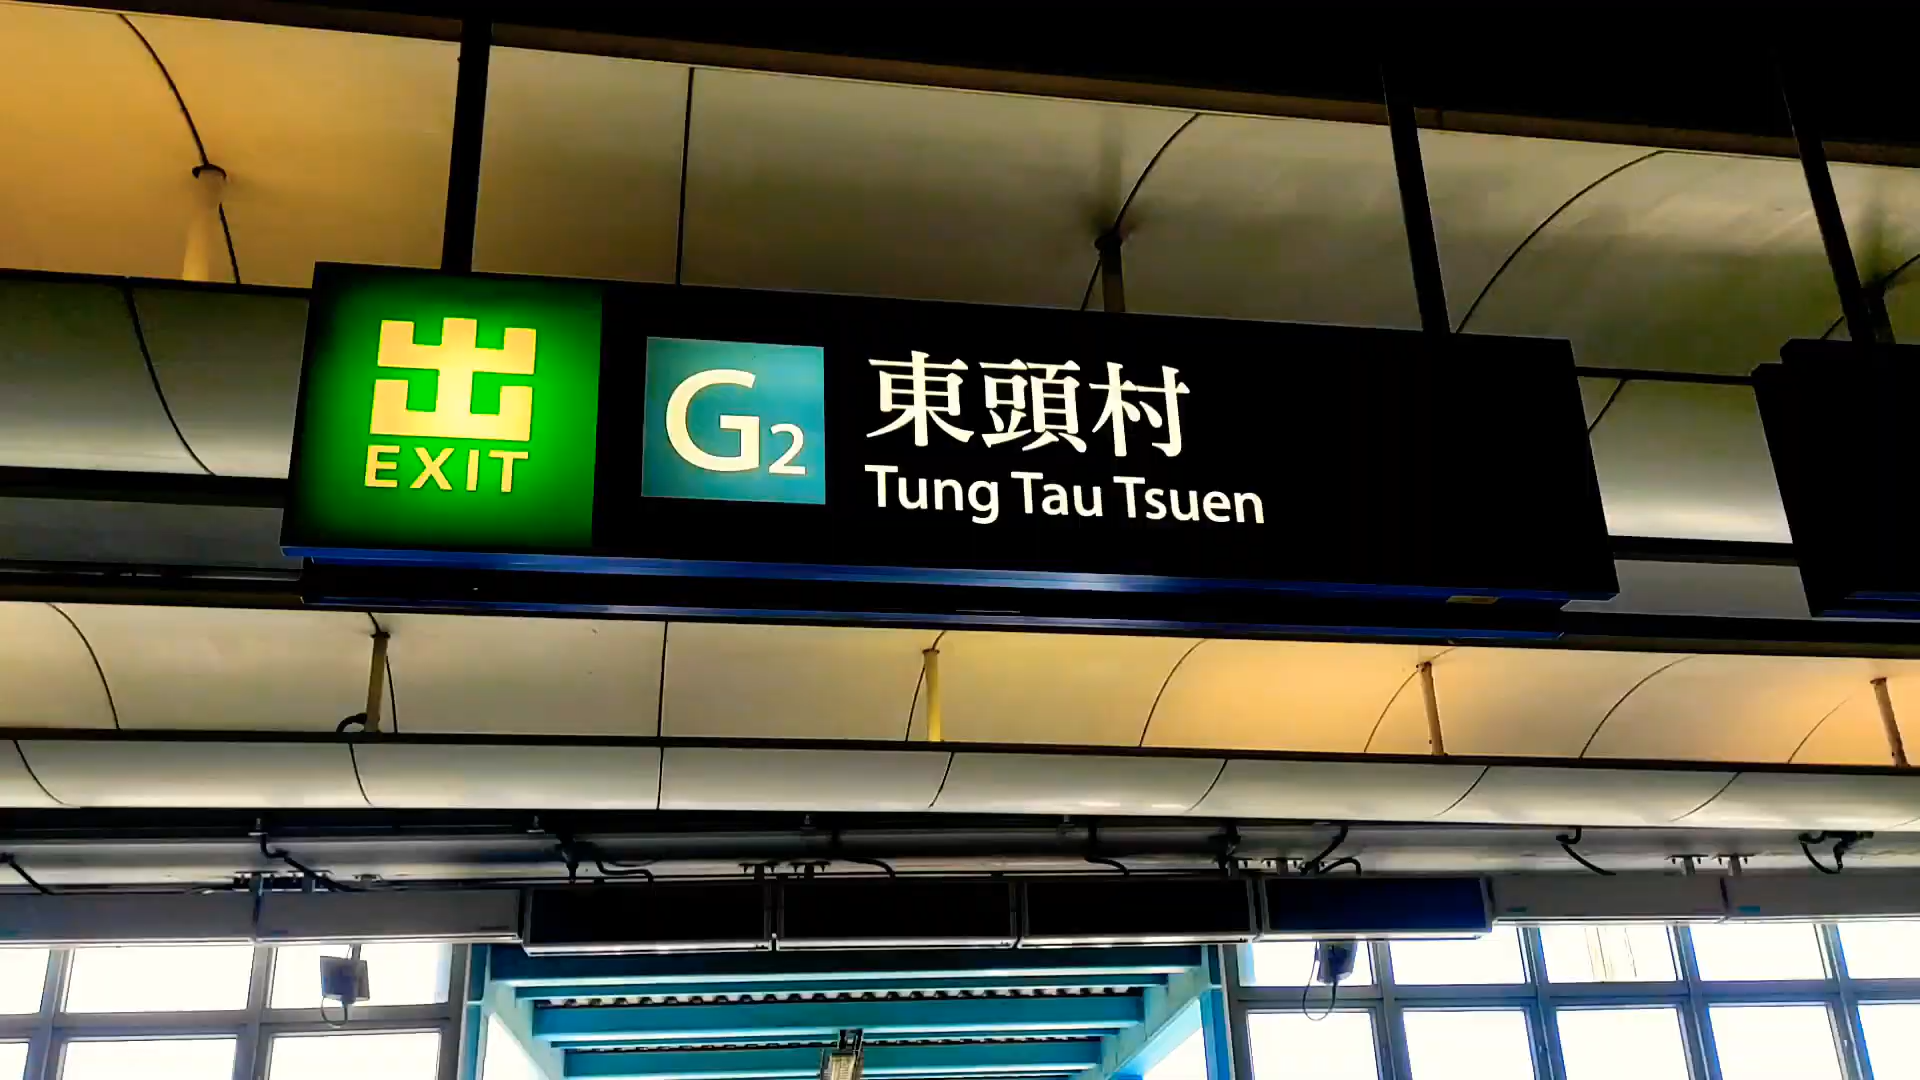 出
EXIT
G2
東頭村
Tung Tau Tsuen